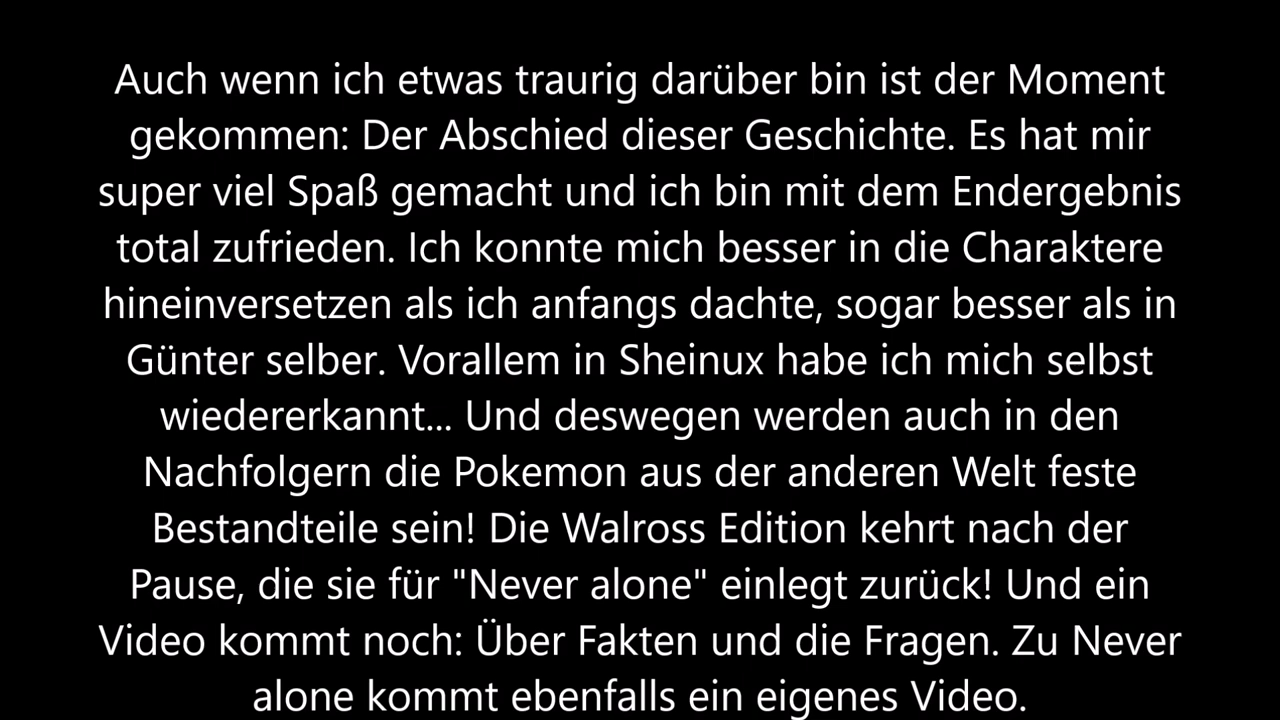 Auch wenn ich etwas traurig darüber bin ist der Moment
gekommen: Der Abschied dieser Geschichte. Es hat mir
super viel Spaß gemacht und ich bin mit dem Endergebnis
total zufrieden. Ich konnte mich besser in die Charaktere
hineinversetzen als ich anfangs dachte, sogar besser als in
Günter selber. Vorallem in Sheinux habe ich mich selbst
wiedererkannt... Und deswegen werden auch in den
Nachfolgern die Pokemon aus der anderen Welt feste
Bestandteile sein! Die Walross Edition kehrt nach der
Pause, die sie für "Never alone" einlegt zurück! Und ein
Video kommt noch: Über Fakten und die Fragen. Zu Never
alone kommt ebenfalls ein eigenes Video.